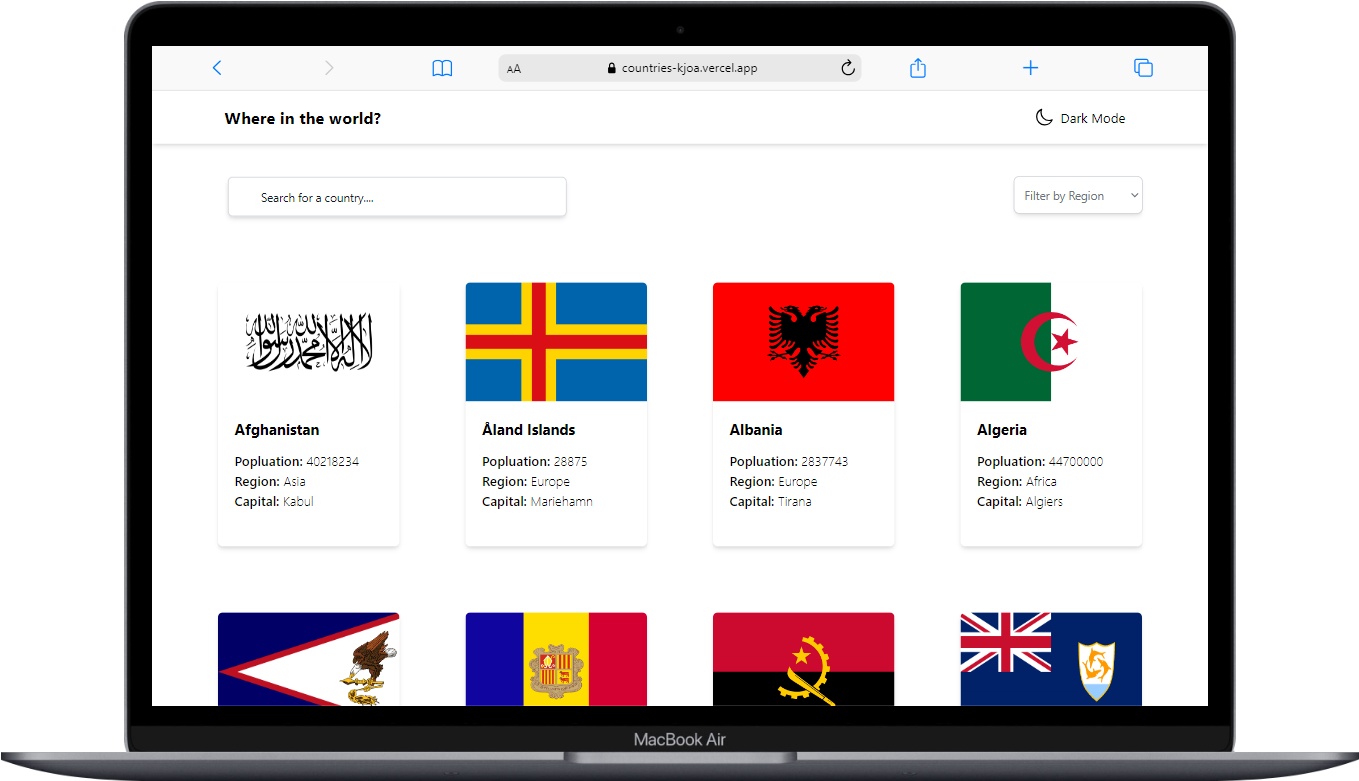 AA countries-kjoa.vercel.app
Where in the world? Dark Mode
Search for a country.... Filter by Region
لا إله إلا الله محمد رسول الله
Afghanistan Åland Islands Albania Algeria
Popluation: 40218234 Popluation: 28875 Popluation: 2837743 Popluation: 44700000
Region: Asia Region: Europe Region: Europe Region: Africa
Capital: Kabul Capital: Mariehamn Capital: Tirana Capital: Algiers
MacBook Air